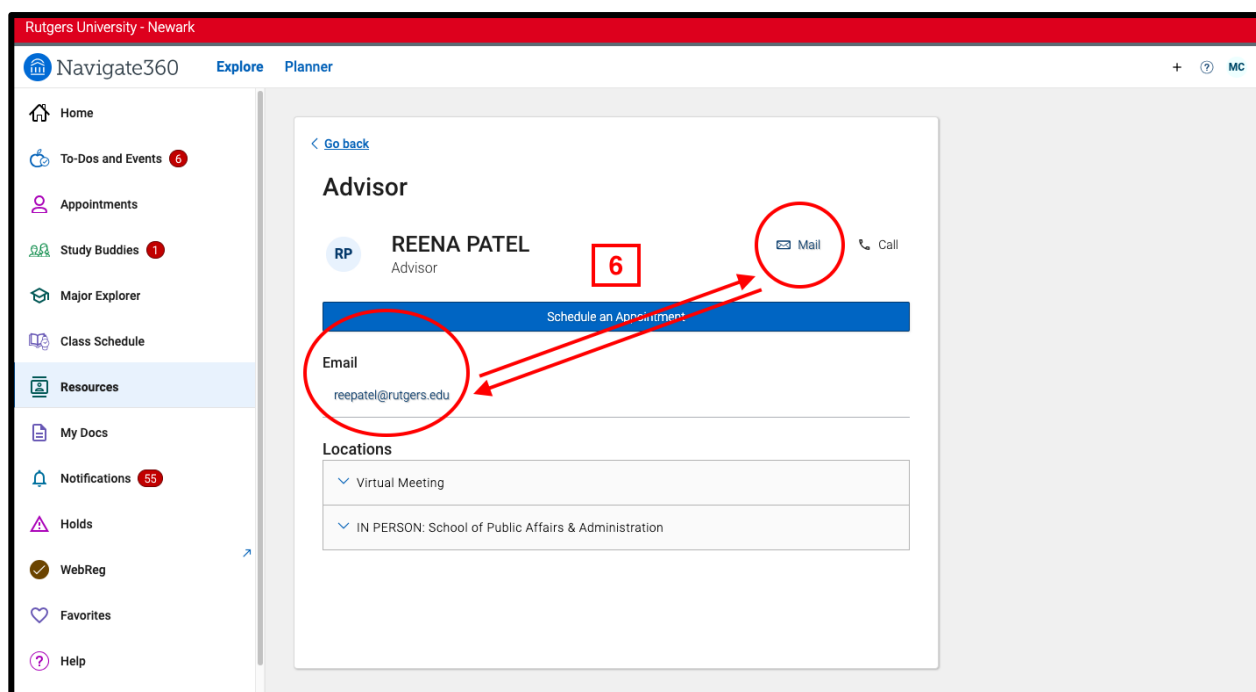 Rutgers University - Newark
Navigate360 Explore Planner + ? MC
Home
To-Dos and Events 6
Appointments
Study Buddies 1
Major Explorer
Class Schedule
Resources
My Docs
Notifications 55
Holds
WebReg
Favorites
? Help
Go back
Advisor
RP REENA PATEL Mail Call
Advisor
6
Schedule an Appointment
Email
reepatel@rutgers.edu
Locations
Virtual Meeting
IN PERSON: School of Public Affairs & Administration